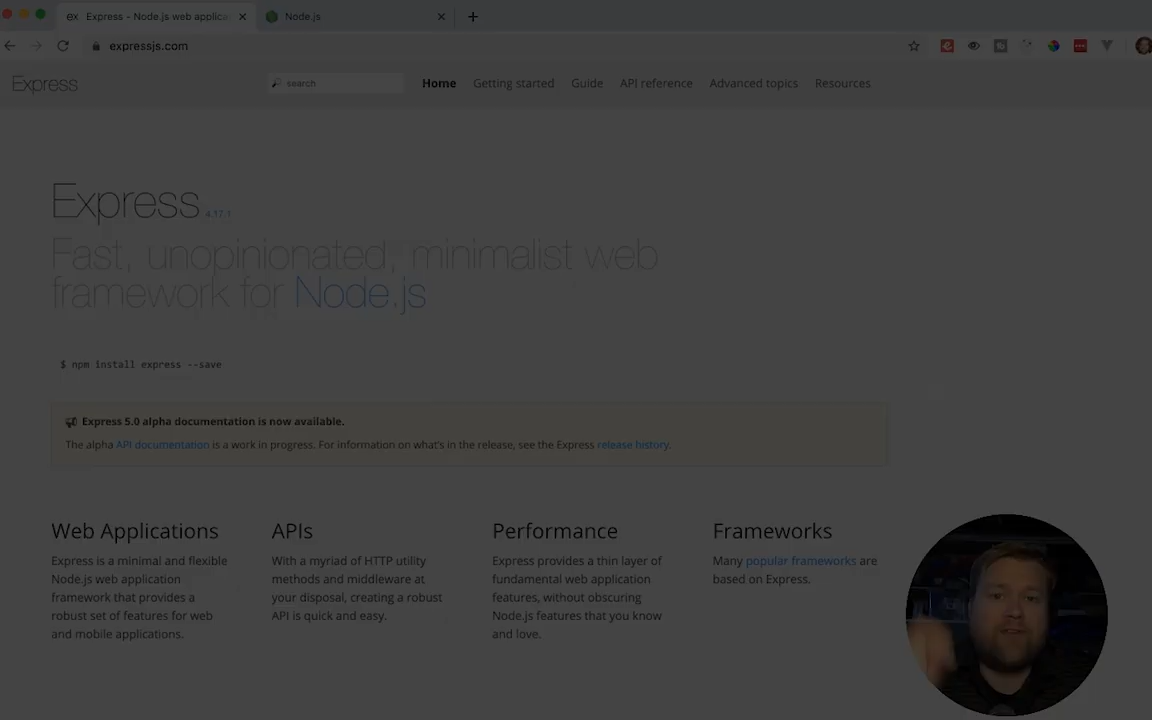 Express - Node.js web applica
Node.js
expressjs.com
Express
search
Home
Getting started
Guide
API reference
Advanced topics
Resources
Express 4.17.1
Fast, unopinionated, minimalist web
framework for Node.js
$ npm install express --save
Express 5.0 alpha documentation is now available.
The alpha API documentation is a work in progress. For information on what's in the release, see the Express release history.
Web Applications
Express is a minimal and flexible
Node.js web application
framework that provides a
robust set of features for web
and mobile applications.
APIs
With a myriad of HTTP utility
methods and middleware at
your disposal, creating a robust
API is quick and easy.
Performance
Express provides a thin layer of
fundamental web application
features, without obscuring
Node.js features that you know
and love.
Frameworks
Many popular frameworks are
based on Express.